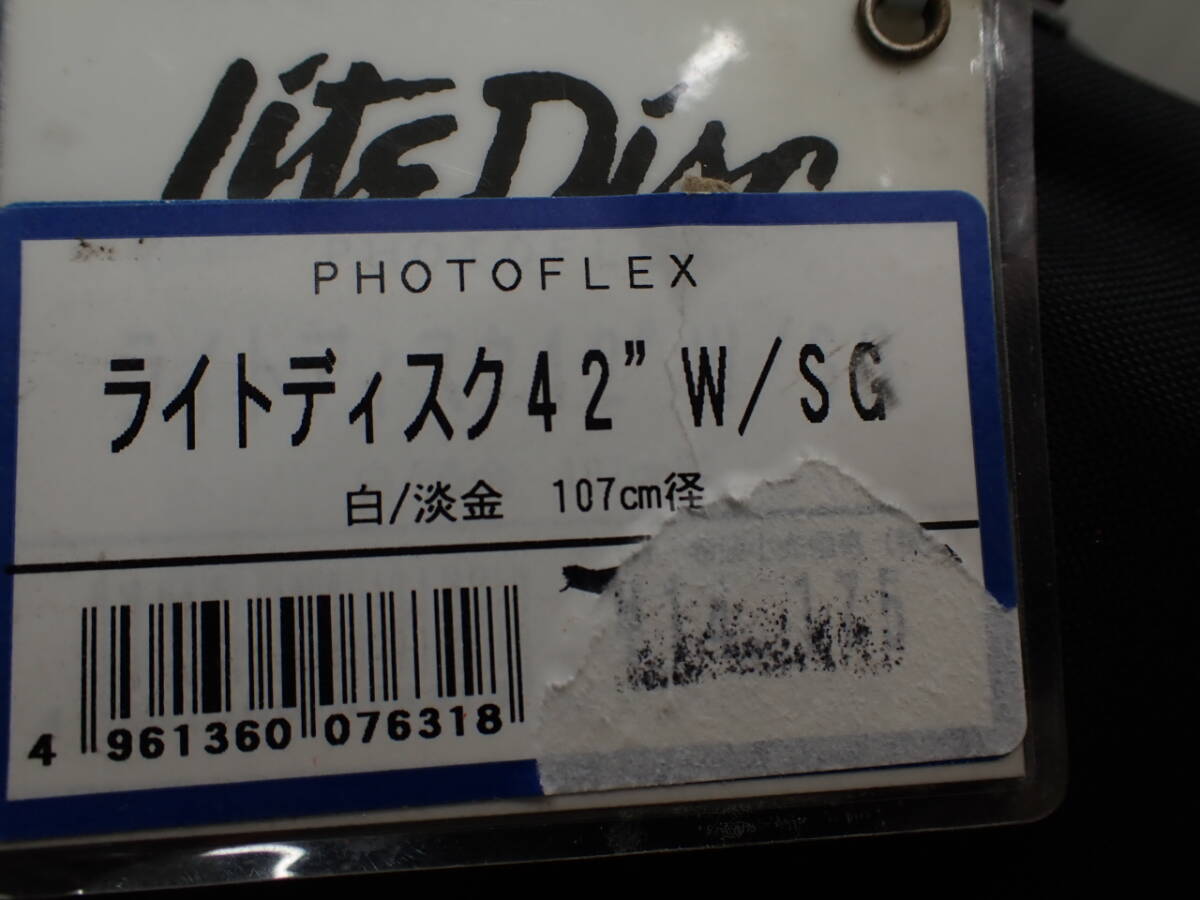 LiteDisc
PHOTOFLEX
ライトディスク42” W/SG
白/淡金 107cm径
4 961360 076318